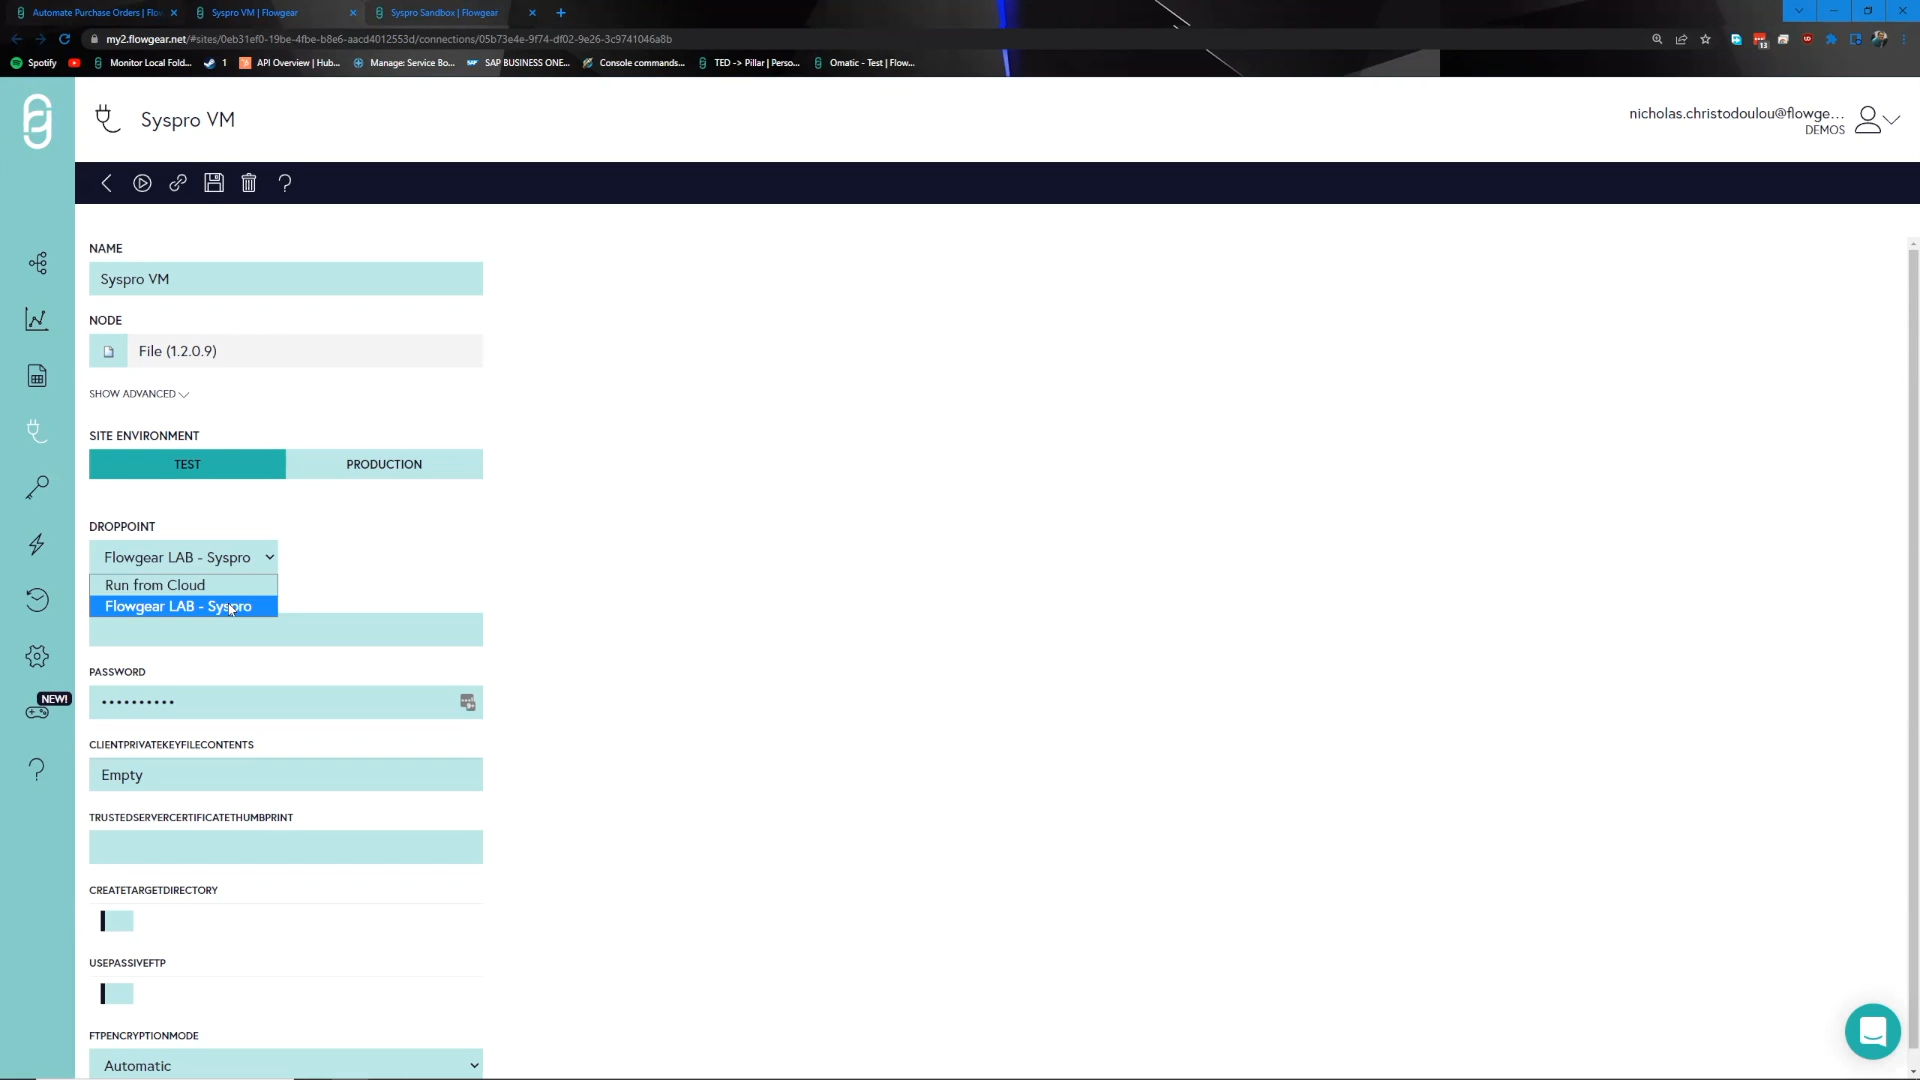 Automate Purchase Orders | Flow
Syspro VM | Flowgear
Syspro Sandbox | Flowgear
my2.flowgear.net/#sites/0eb31ef0-19be-4fbe-b8e6-aacd4012553d/connections/05b73e4e-9f74-df02-9e26-3c9741046a8b
13
Spotify
Monitor Local Fold...
1
API Overview | Hub...
Manage: Service Bo...
SAP BUSINESS ONE...
Console commands...
TED -> Pillar | Perso...
Omatic - Test | Flow...
Syspro VM
nicholas.christodoulou@flowge...
DEMOS
NAME
Syspro VM
NODE
File (1.2.0.9)
SHOW ADVANCED
SITE ENVIRONMENT
TEST
PRODUCTION
DROPPOINT
Flowgear LAB - Syspro
Run from Cloud
Flowgear LAB - Syspro
PASSWORD
••••••••••
CLIENTPRIVATEKEYFILECONTENTS
Empty
TRUSTEDSERVERCERTIFICATETHUMBPRINT
CREATETARGETDIRECTORY
USEPASSIVEFTP
FTPENCRYPTIONMODE
Automatic
NEW!